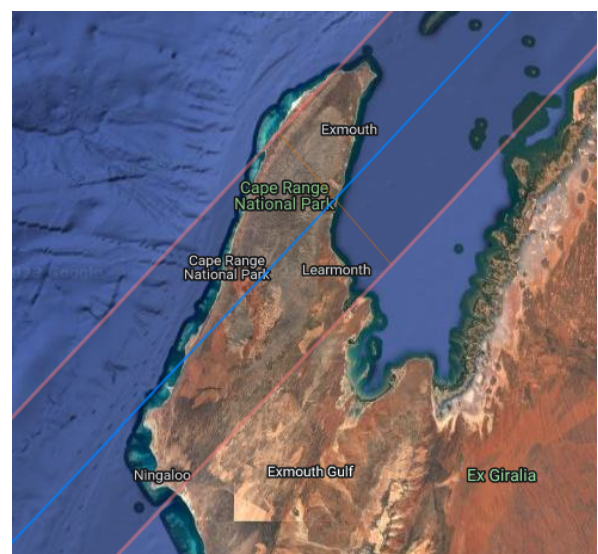 Exmouth
Cape Range
National Park
Cape Range
National Park
Learmonth
Ningaloo
Exmouth Gulf
Ex Giralia